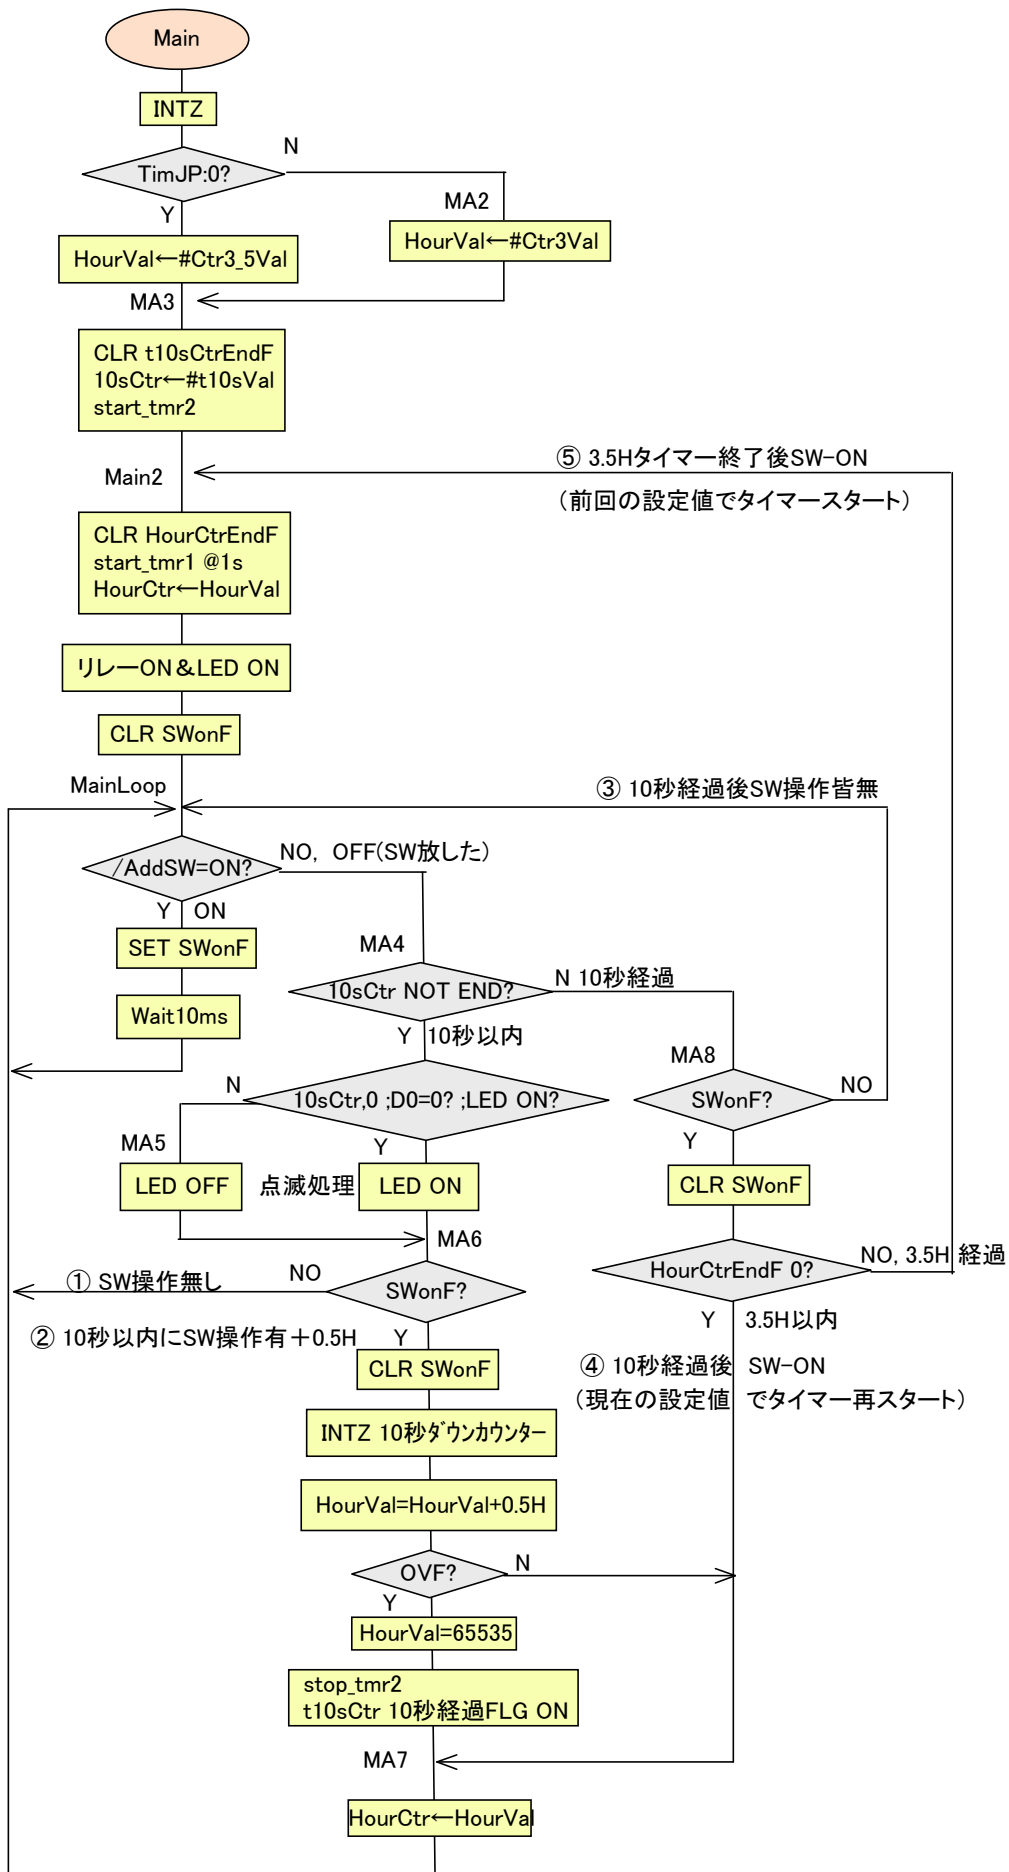 Main
INTZ
TimJP:0?
N
Y
MA2
HourVal←#Ctr3_5Val
HourVal←#Ctr3Val
MA3
CLR t10sCtrEndF
10sCtr←#t10sVal
start_tmr2
Main2
⑤ 3.5Hタイマー終了後SW-ON
(前回の設定値でタイマースタート)
CLR HourCtrEndF
start_tmr1 @1s
HourCtr←HourVal
リレーON＆LED ON
CLR SWonF
MainLoop
③ 10秒経過後SW操作皆無
/AddSW=ON?
NO, OFF(SW放した)
Y ON
SET SWonF
Wait10ms
MA4
10sCtr NOT END?
N 10秒経過
Y 10秒以内
MA8
SWonF?
NO
Y
N
10sCtr,0 ;D0=0? ;LED ON?
Y
MA5
LED OFF
点滅処理
LED ON
CLR SWonF
MA6
HourCtrEndF 0?
NO, 3.5H 経過
① SW操作無し
NO
SWonF?
Y 3.5H以内
② 10秒以内にSW操作有＋0.5H
Y
CLR SWonF
④ 10秒経過後 SW-ON
(現在の設定値 でタイマー再スタート)
INTZ 10秒ﾀﾞｳﾝｶｳﾝﾀｰ
HourVal=HourVal+0.5H
OVF?
N
Y
HourVal=65535
stop_tmr2
t10sCtr 10秒経過FLG ON
MA7
HourCtr←HourVal